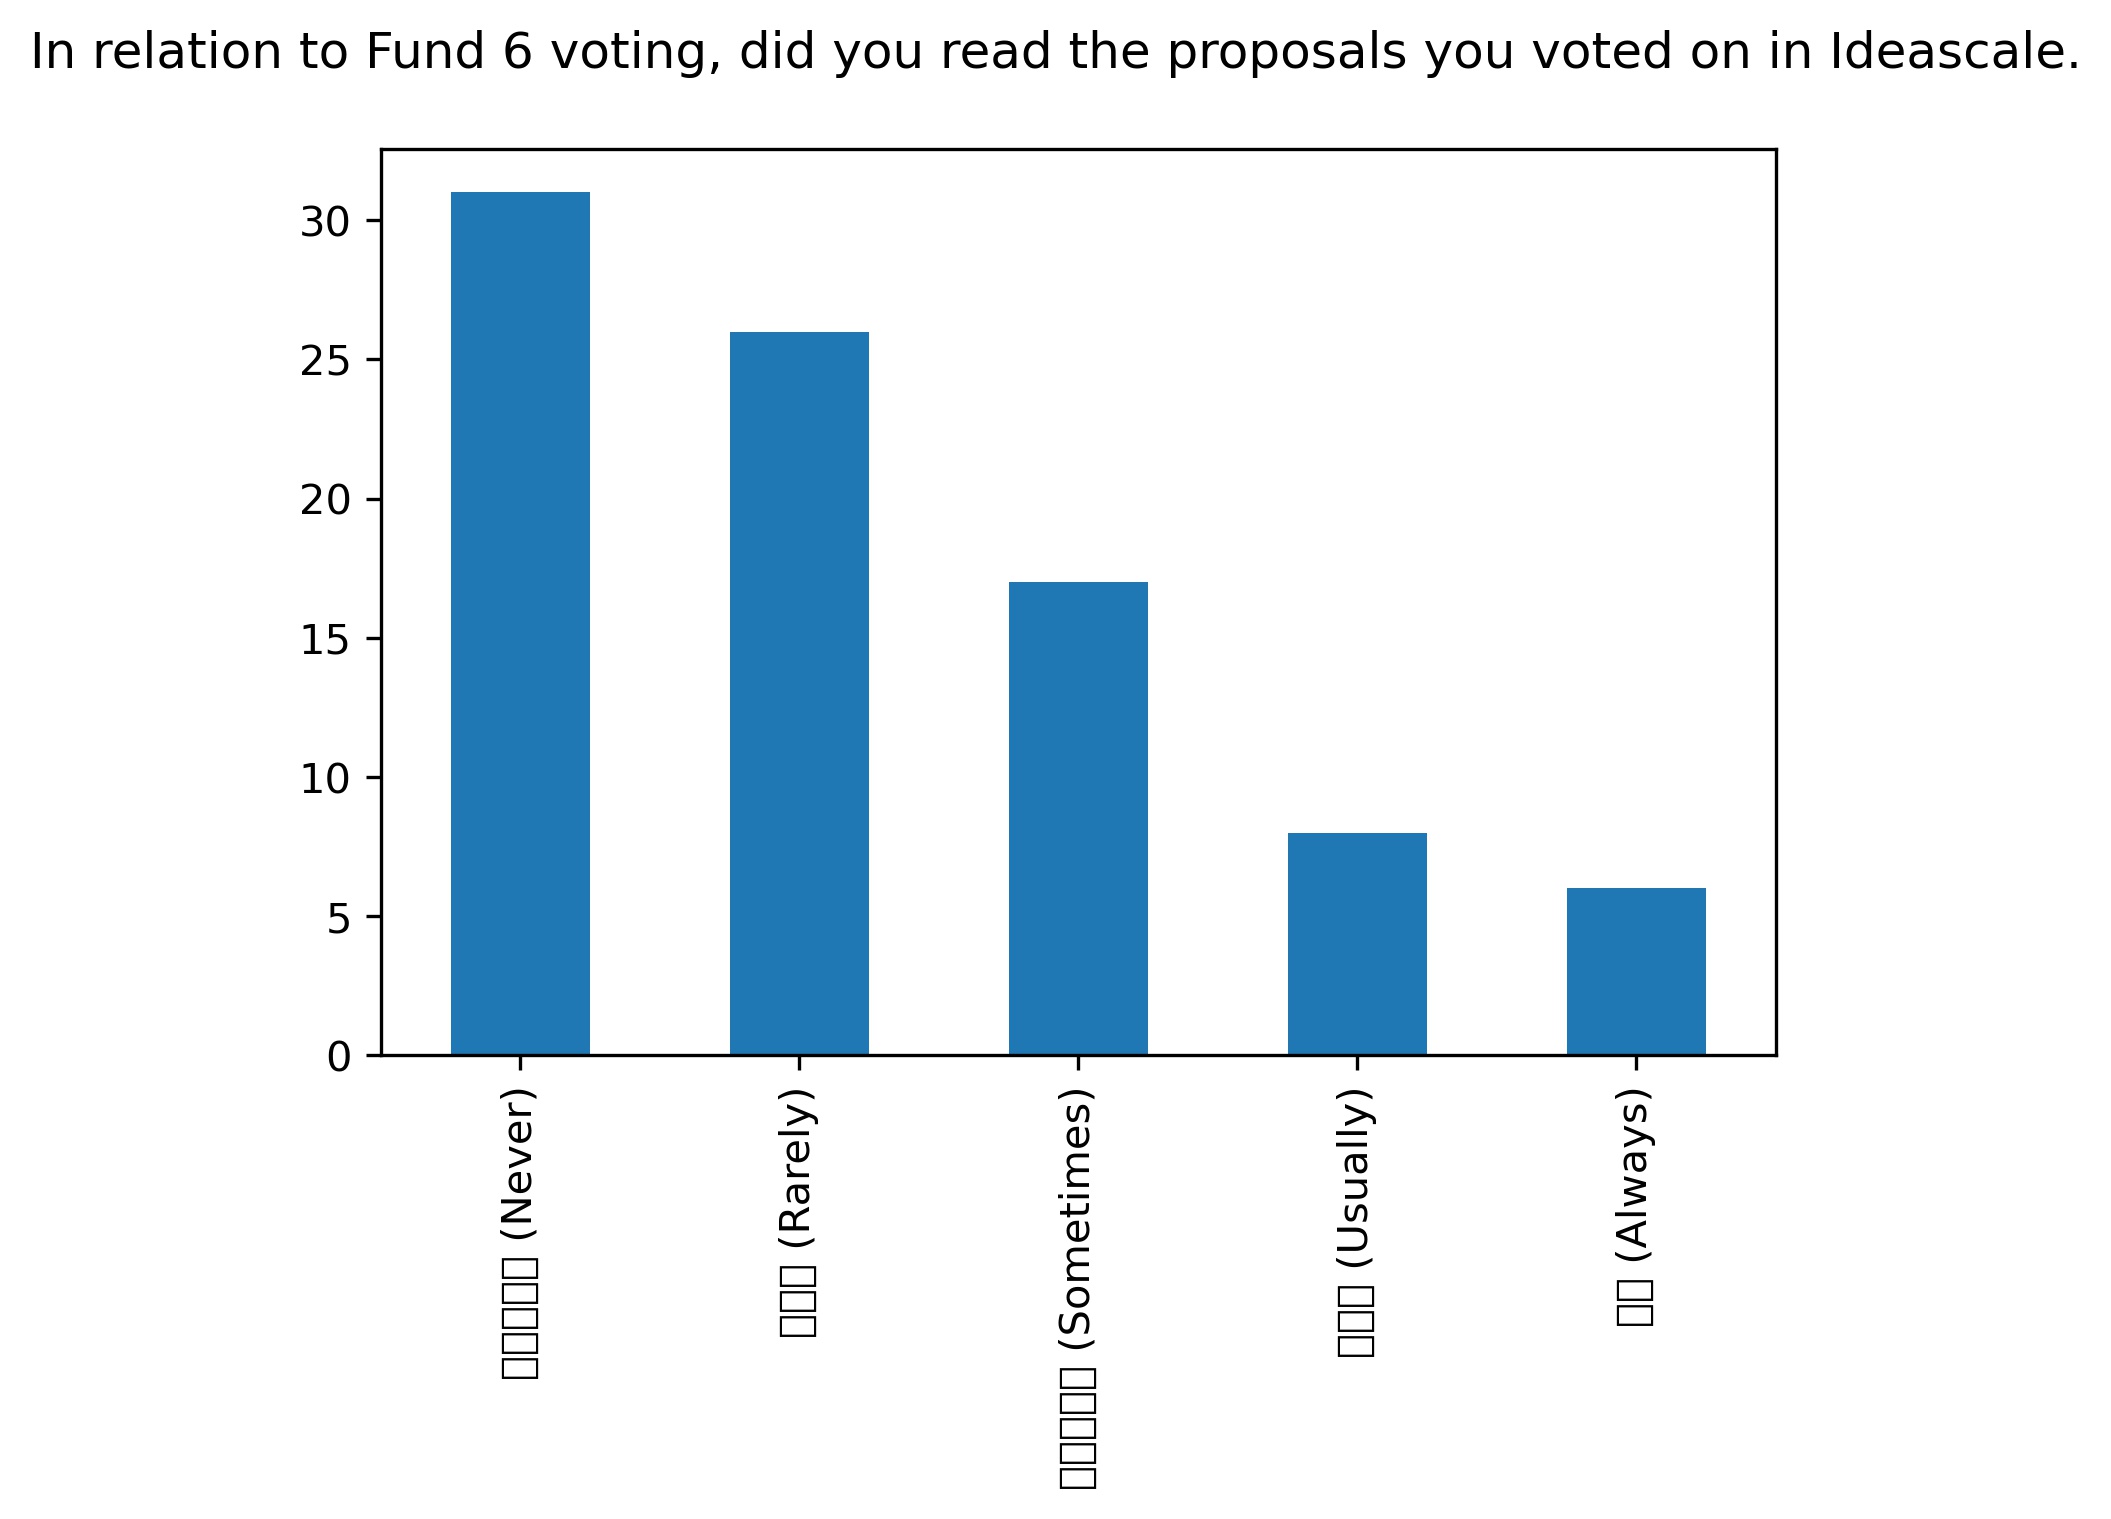 In relation to Fund 6 voting, did you read the proposals you voted on in Ideascale.
30
25
20
15
10
5
0
(Never)
(Rarely)
(Sometimes)
(Usually)
(Always)